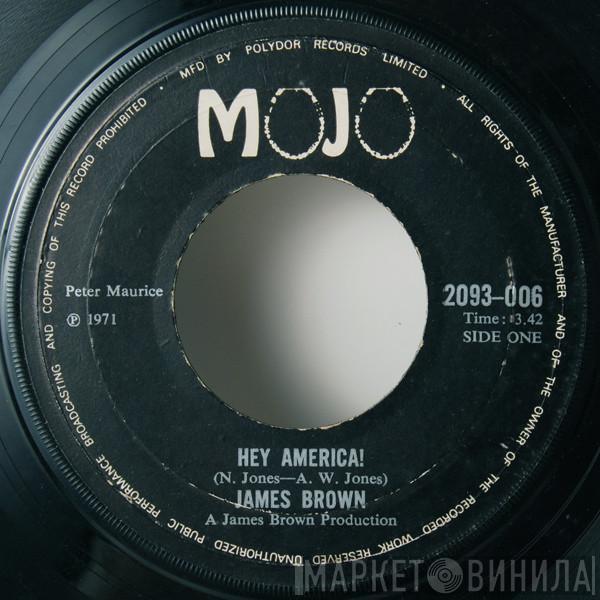 MFD BY POLYDOR RECORDS LIMITED • ALL RIGHTS OF THE MANUFACTURER AND OF THE OWNER OF THE RECORDED WORK RESERVED UNAUTHORIZED PUBLIC PERFORMANCE BROADCASTING AND COPYING OF THIS RECORD PROHIBITED •
MOJO
Peter Maurice
℗ 1971
2093–006
Time: 3.42
SIDE ONE
HEY AMERICA!
(N. Jones—A. W. Jones)
JAMES BROWN
A James Brown Production
МАРКЕТ ВИНИЛА